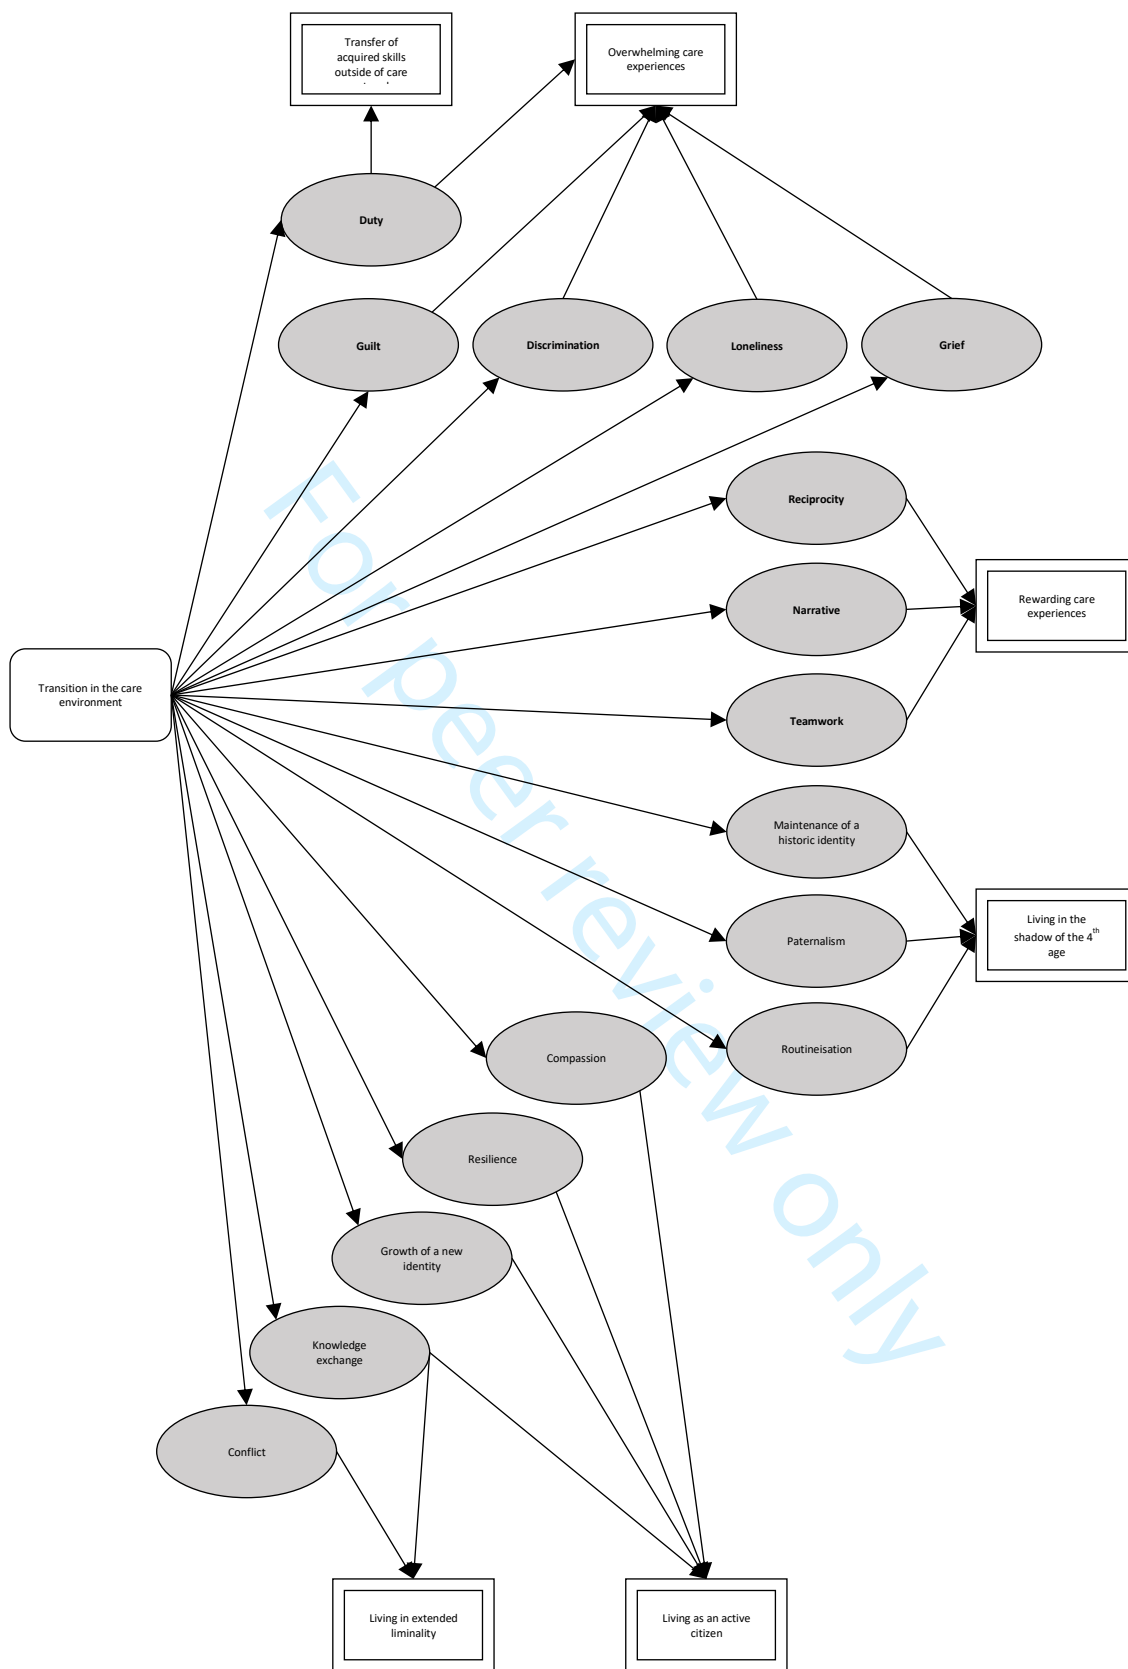 Transfer of
acquired skills
outside of care
Overwhelming care
experiences
Duty
Guilt
Discrimination
Loneliness
Grief
Reciprocity
Narrative
Rewarding care
experiences
Transition in the care
environment
Teamwork
Maintenance of a
historic identity
Paternalism
Living in the
shadow of the 4th
age
Routineisation
Compassion
Resilience
Growth of a new
identity
Knowledge
exchange
Conflict
Living in extended
liminality
Living as an active
citizen
For peer review only